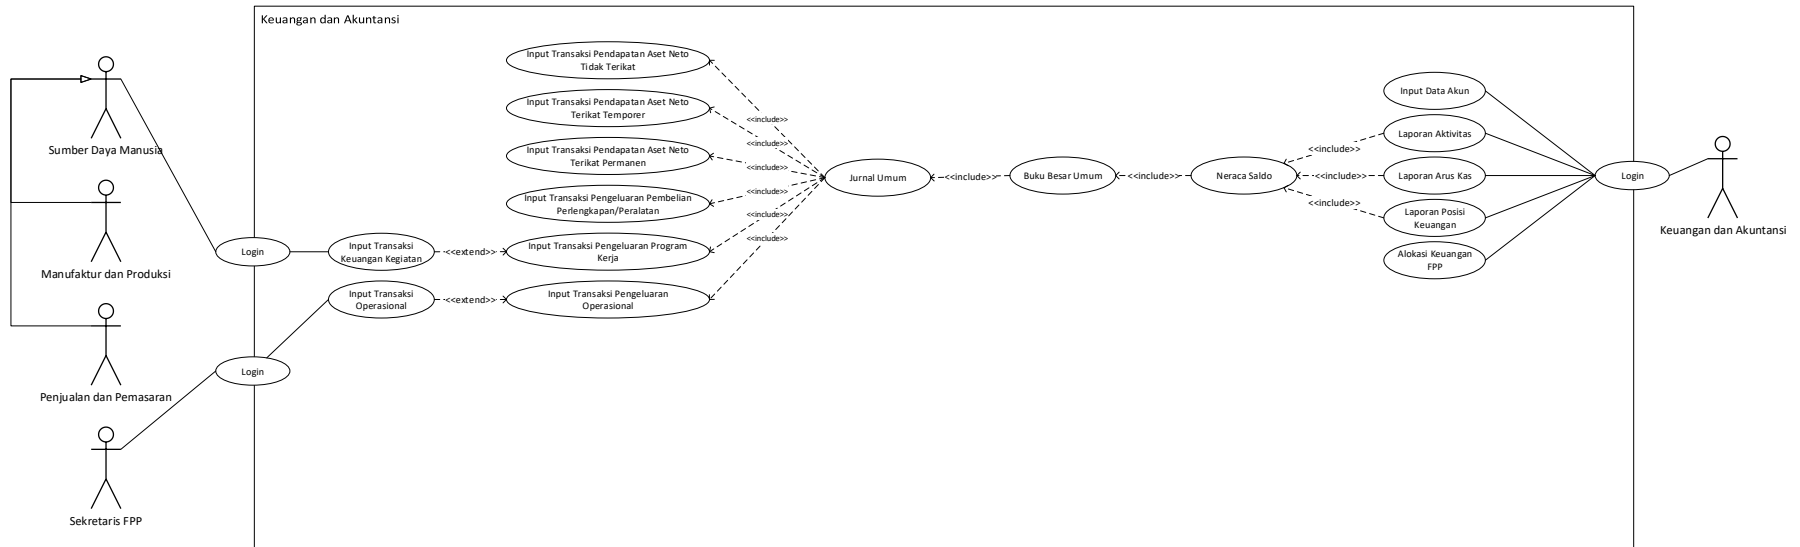 Keuangan dan Akuntansi
Sumber Daya Manusia
Manufaktur dan Produksi
Penjualan dan Pemasaran
Sekretaris FPP
Login
Login
Input Transaksi
Keuangan Kegiatan
Input Transaksi
Operasional
<<extend>>
<<extend>>
Input Transaksi Pendapatan Aset Neto
Tidak Terikat
Input Transaksi Pendapatan Aset Neto
Terikat Temporer
Input Transaksi Pendapatan Aset Neto
Terikat Permanen
Input Transaksi Pengeluaran Pembelian
Perlengkapan/Peralatan
Input Transaksi Pengeluaran Program
Kerja
Input Transaksi Pengeluaran
Operasional
<<include>>
<<include>>
<<include>>
<<include>>
<<include>>
<<include>>
Jurnal Umum
<<include>>
Buku Besar Umum
<<include>>
Neraca Saldo
<<include>>
<<include>>
<<include>>
Input Data Akun
Laporan Aktivitas
Laporan Arus Kas
Laporan Posisi
Keuangan
Alokasi Keuangan
FPP
Login
Keuangan dan Akuntansi